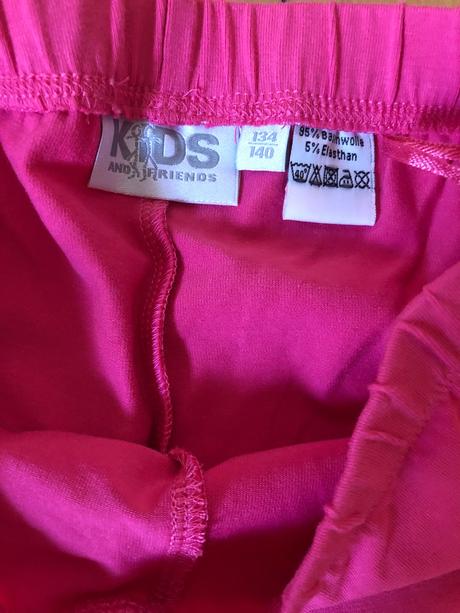 KIDS
AND FRIENDS
134
140
95% Baumwolle
5% Elasthan
40°